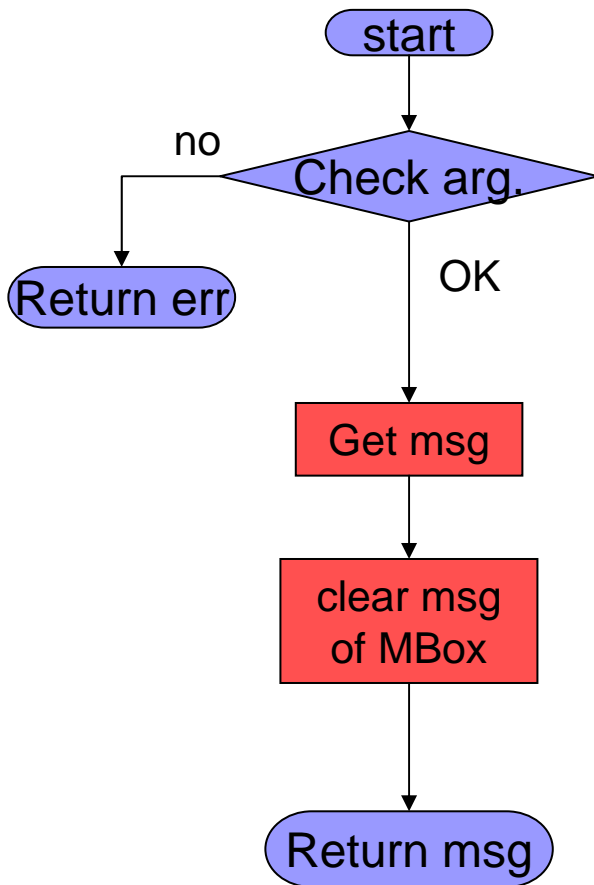 start
no
Check arg.
OK
Return err
Get msg
clear msg
of MBox
Return msg